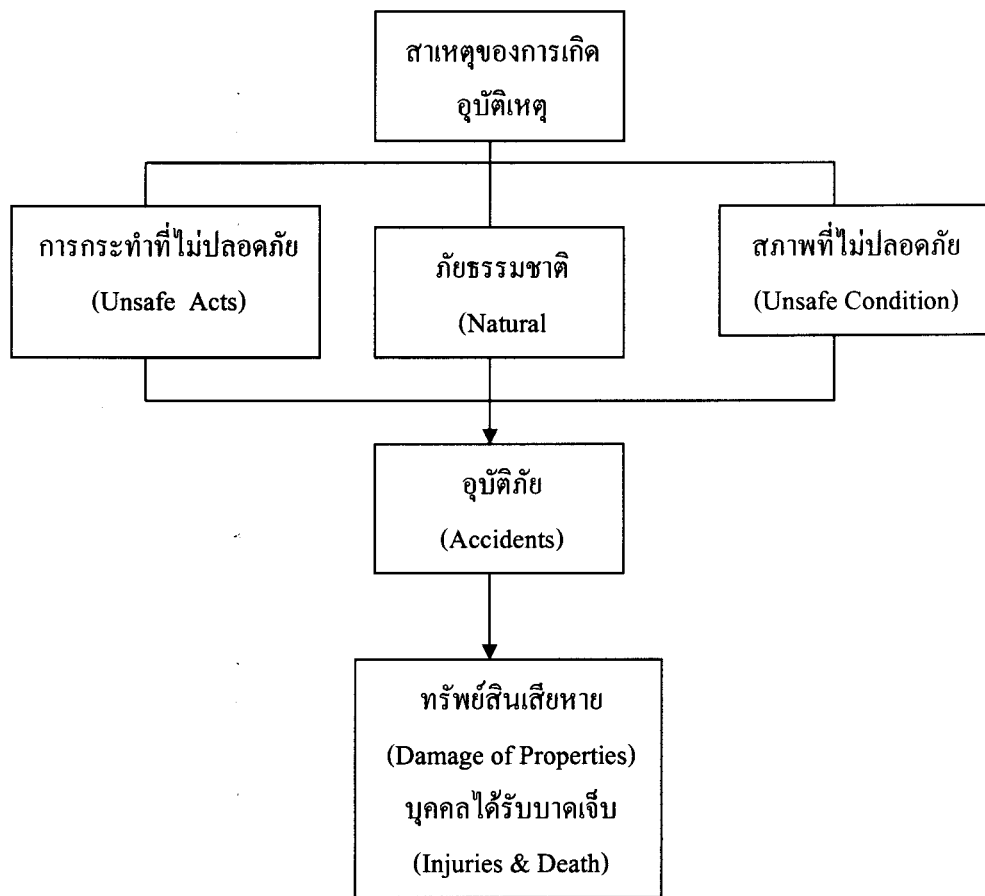 สาเหตุของการเกิด
อุบัติเหตุ
การกระทำที่ไม่ปลอดภัย
(Unsafe Acts)
ภัยธรรมชาติ
(Natural
สภาพที่ไม่ปลอดภัย
(Unsafe Condition)
อุบัติภัย
(Accidents)
ทรัพย์สินเสียหาย
(Damage of Properties)
บุคคลได้รับบาดเจ็บ
(Injuries & Death)